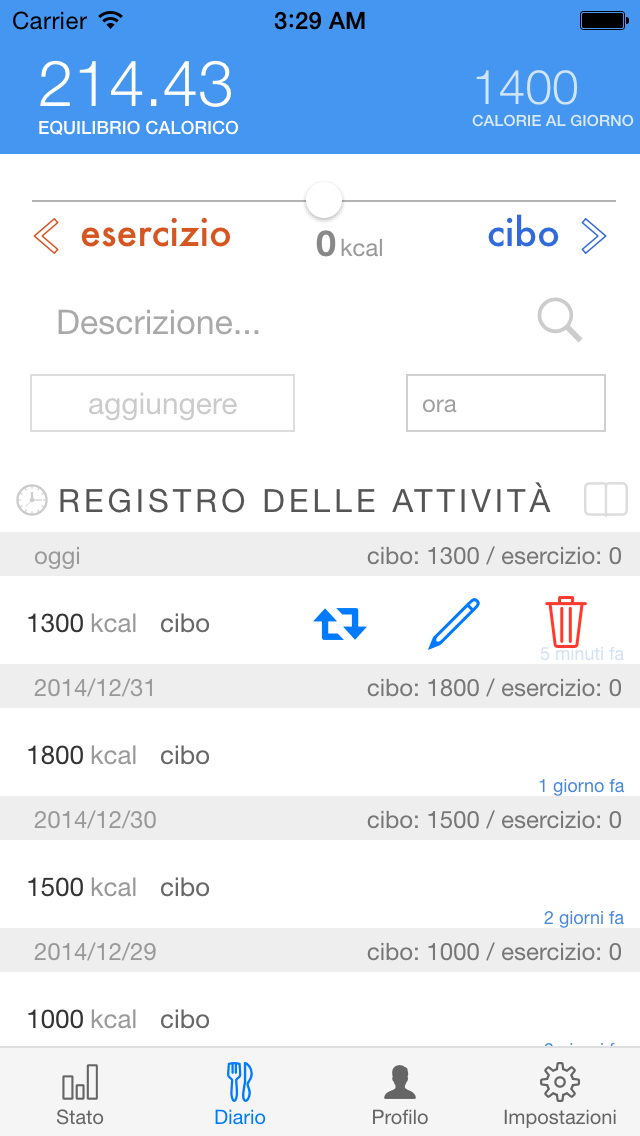 Carrier 3:29 AM
214.43 1400
EQUILIBRIO CALORICO CALORIE AL GIORNO
esercizio 0 kcal cibo
Descrizione...
aggiungere ora
REGISTRO DELLE ATTIVITÀ
oggi cibo: 1300 / esercizio: 0
1300 kcal cibo
5 minuti fa
2014/12/31 cibo: 1800 / esercizio: 0
1800 kcal cibo
1 giorno fa
2014/12/30 cibo: 1500 / esercizio: 0
1500 kcal cibo
2 giorni fa
2014/12/29 cibo: 1000 / esercizio: 0
1000 kcal cibo
Stato Diario Profilo Impostazioni